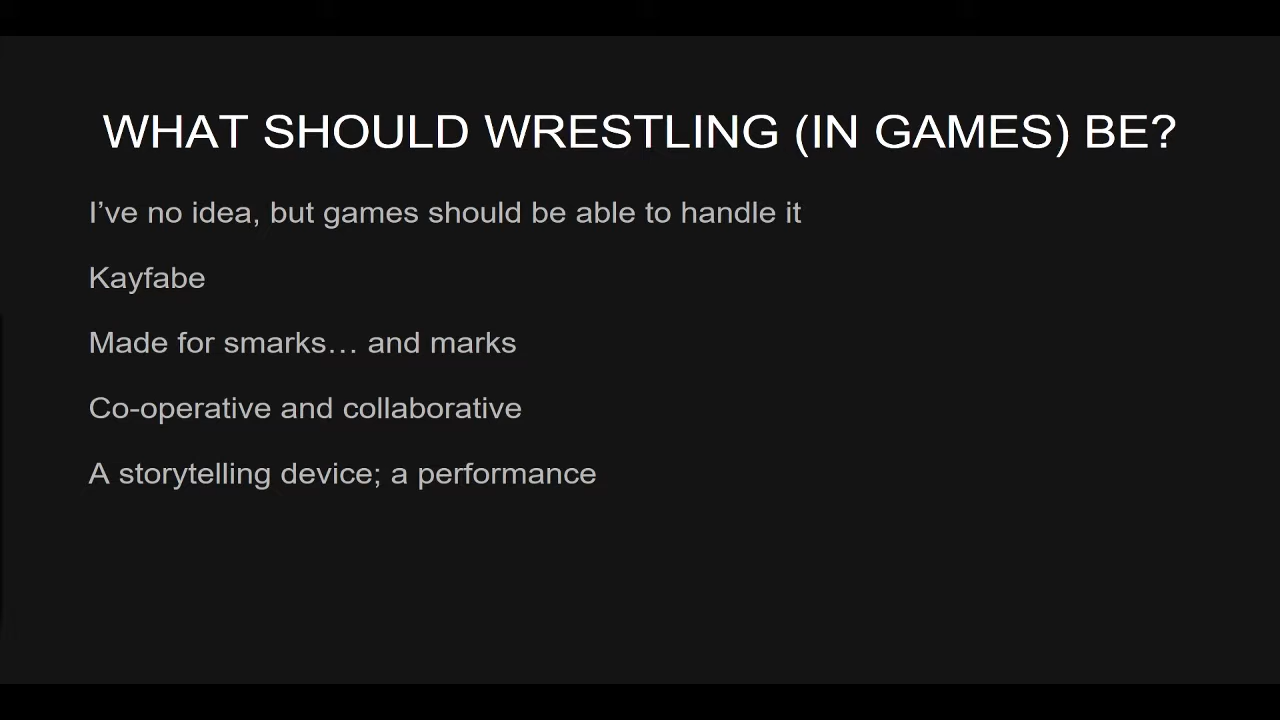 WHAT SHOULD WRESTLING (IN GAMES) BE?
I’ve no idea, but games should be able to handle it
Kayfabe
Made for smarks… and marks
Co-operative and collaborative
A storytelling device; a performance